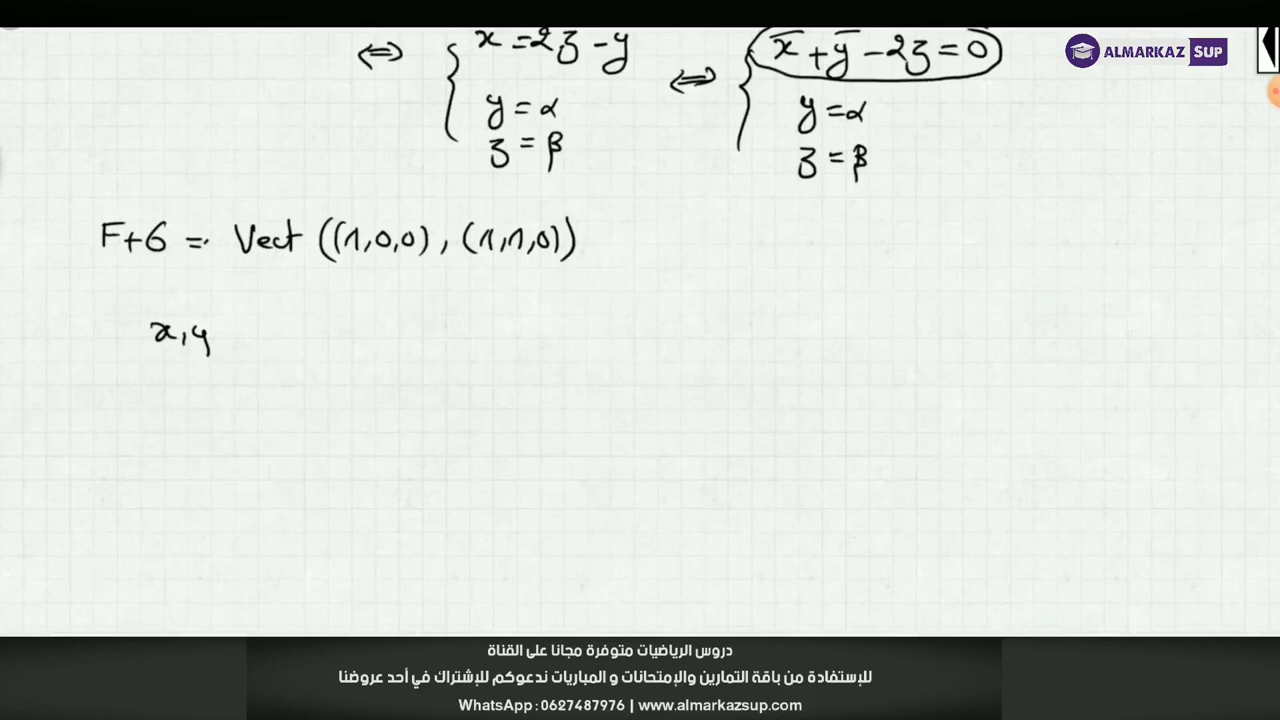 ⇔ { x = 2z - y ⇔ { x + y - 2z = 0
y = α y = α
z = β z = β
F+G = Vect ((1,0,0), (1,1,0))
x, y
ALMARKAZ SUP
دروس الرياضيات متوفرة مجانا على القناة
للإستفادة من باقة التمارين والإمتحانات و المباريات ندعوكم للإشتراك في أحد عروضنا
WhatsApp : 0627487976 | www.almarkazsup.com